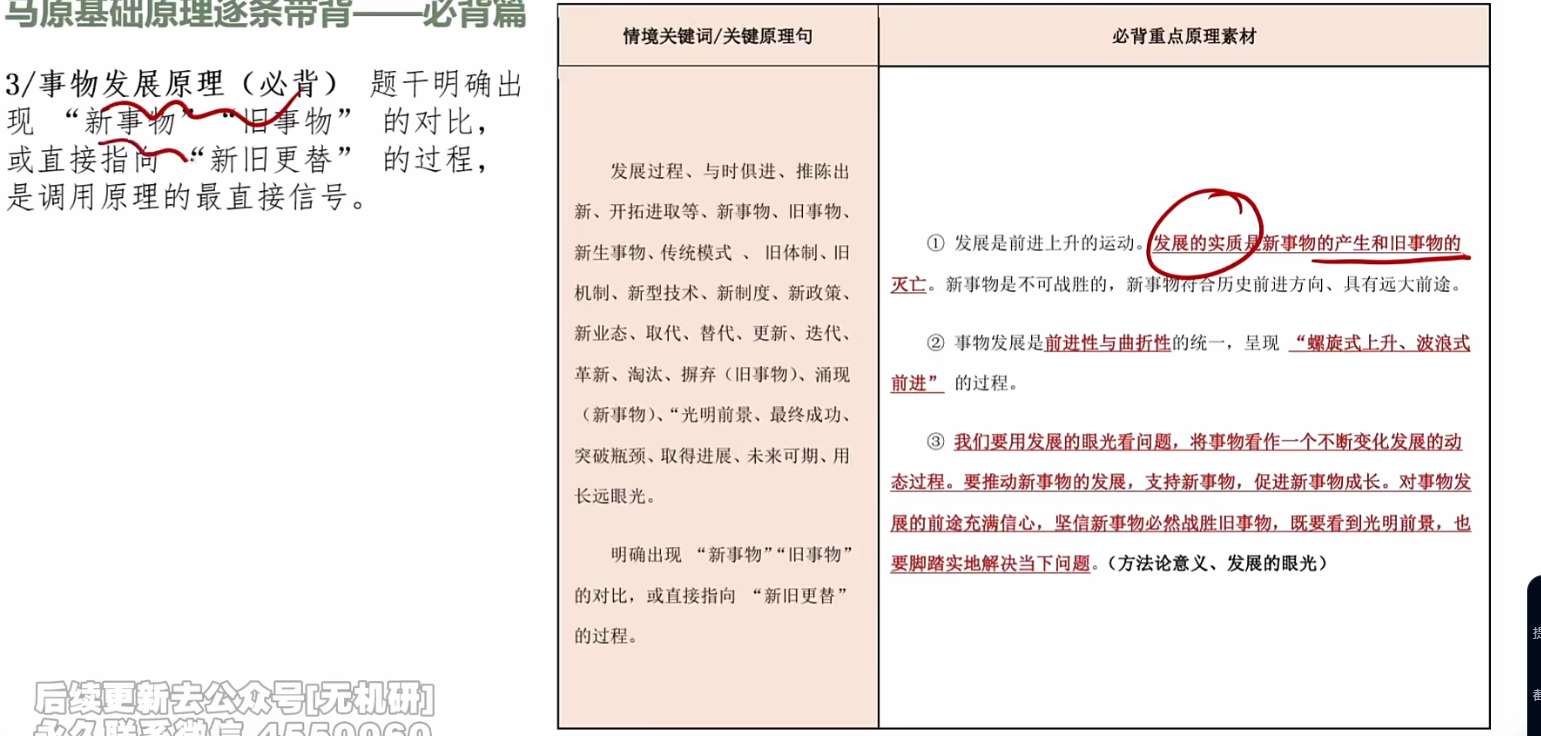 马原基础原理逐条带背——必背篇
3/事物发展原理（必背） 题干明确出
现 “新事物” “旧事物” 的对比，
或直接指向 “新旧更替” 的过程，
是调用原理的最直接信号。
情境关键词/关键原理句
发展过程、与时俱进、推陈出
新、开拓进取等、新事物、旧事物、
新生事物、传统模式 、 旧体制、旧
机制、新型技术、新制度、新政策、
新业态、取代、替代、更新、迭代、
革新、淘汰、摒弃（旧事物）、涌现
（新事物）、“光明前景、最终成功、
突破瓶颈、取得进展、未来可期、用
长远眼光。
明确出现 “新事物”“旧事物”
的对比，或直接指向 “新旧更替”
的过程。
必背重点原理素材
① 发展是前进上升的运动。发展的实质是新事物的产生和旧事物的
灭亡。新事物是不可战胜的，新事物符合历史前进方向、具有远大前途。
② 事物发展是前进性与曲折性的统一，呈现 “螺旋式上升、波浪式
前进” 的过程。
③ 我们要用发展的眼光看问题，将事物看作一个不断变化发展的动
态过程。要推动新事物的发展，支持新事物，促进新事物成长。对事物发
展的前途充满信心，坚信新事物必然战胜旧事物，既要看到光明前景，也
要脚踏实地解决当下问题。（方法论意义、发展的眼光）
后续更新去公众号[无机研]
永久联系微信 4550060